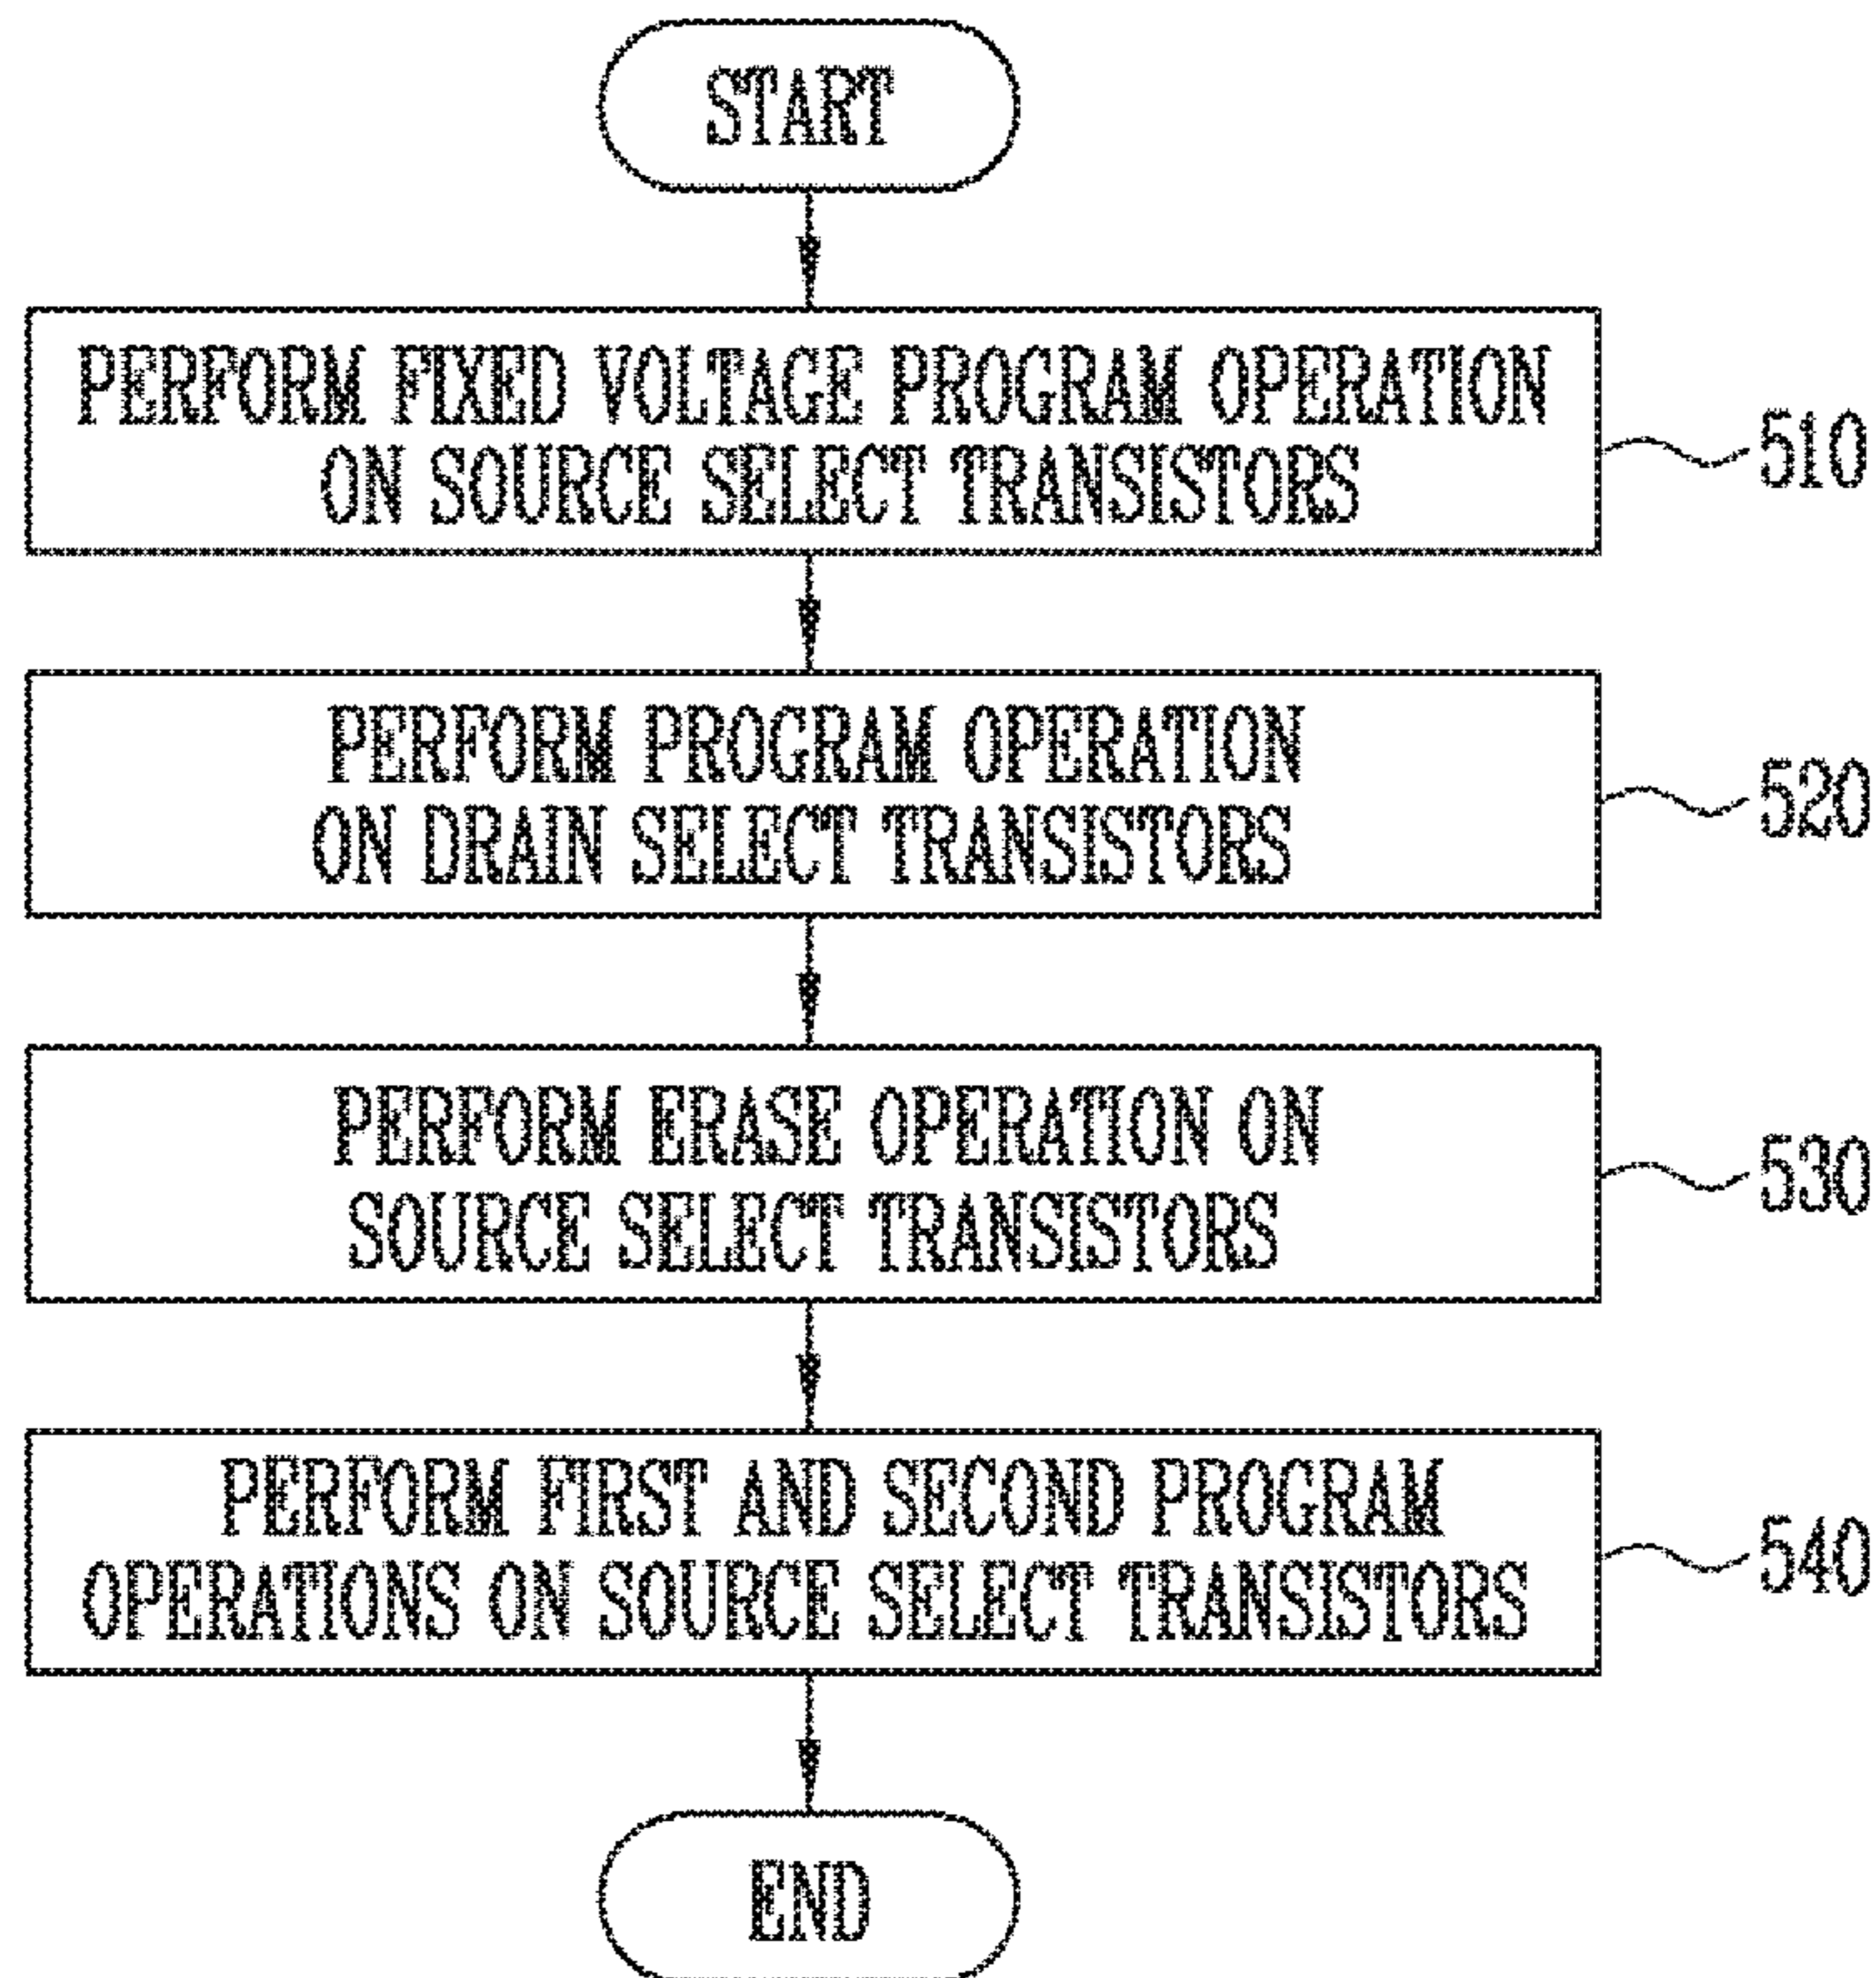 START
PERFORM FIXED VOLTAGE PROGRAM OPERATION
ON SOURCE SELECT TRANSISTORS
510
PERFORM PROGRAM OPERATION
ON DRAIN SELECT TRANSISTORS
520
PERFORM ERASE OPERATION ON
SOURCE SELECT TRANSISTORS
530
PERFORM FIRST AND SECOND PROGRAM
OPERATIONS ON SOURCE SELECT TRANSISTORS
540
END